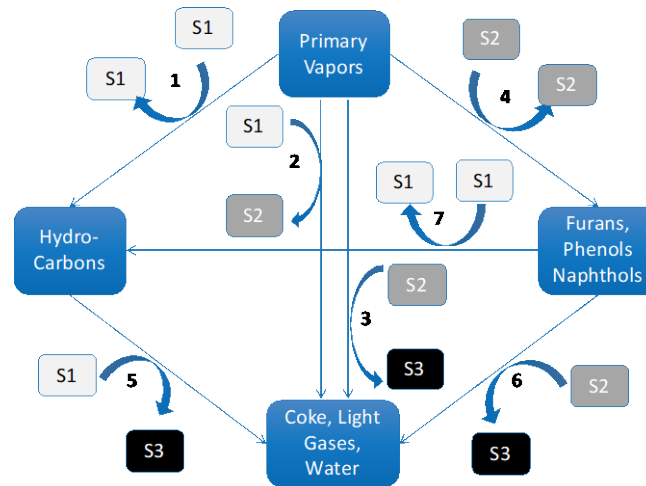 S1
Primary
Vapors
S2
S1
1
4
S2
S1
2
S1
S1
S2
7
Hydro-
Carbons
Furans,
Phenols
Naphthols
S2
3
S1
5
S3
6
S2
Coke, Light
Gases,
Water
S3
S3